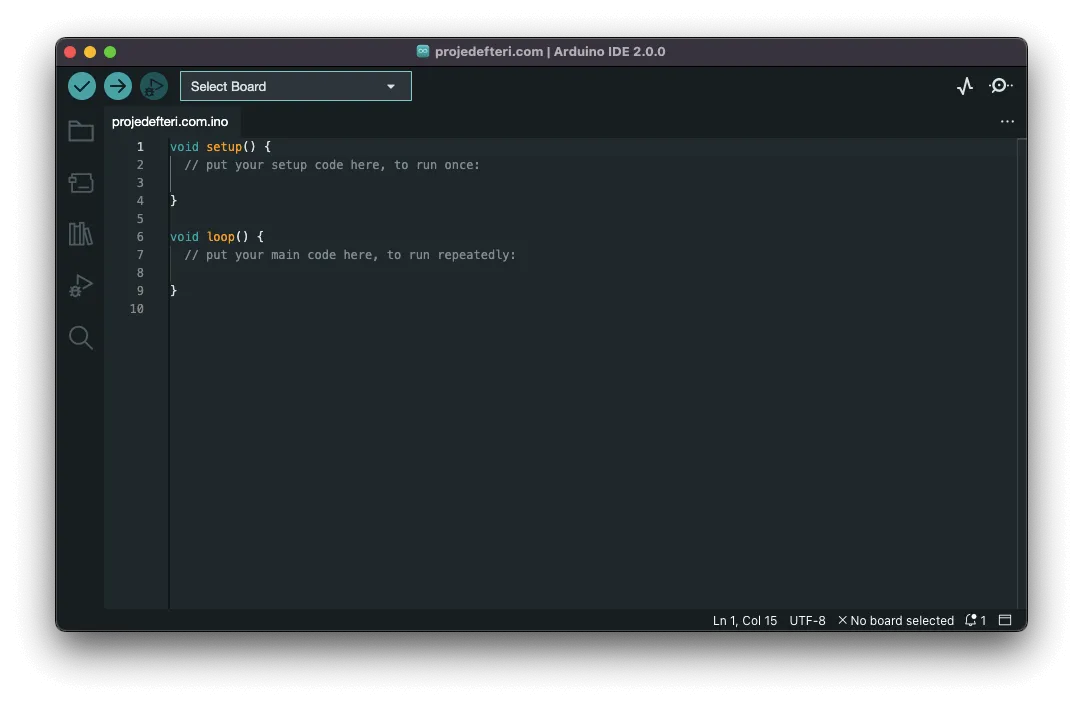 projedefteri.com | Arduino IDE 2.0.0
Select Board
projedefteri.com.ino
1 void setup() {
2 // put your setup code here, to run once:
3
4 }
5
6 void loop() {
7 // put your main code here, to run repeatedly:
8
9 }
10
Ln 1, Col 15 UTF-8 No board selected 1